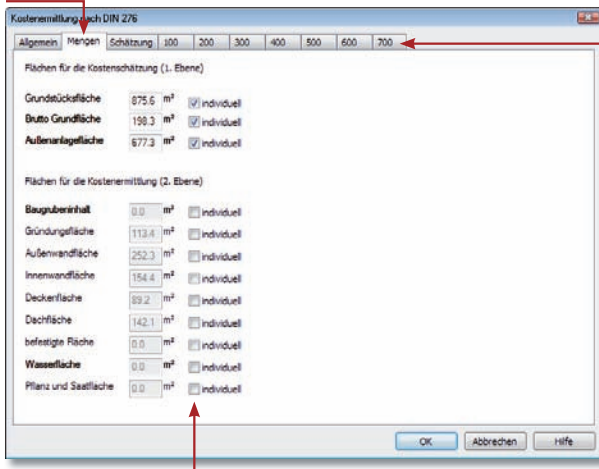 Kostenermittlung nach DIN 276
Allgemein Mengen Schätzung 100 200 300 400 500 600 700
Flächen für die Kostenschätzung (1. Ebene)
Grundstücksfläche 875.6 m² individuell
Brutto Grundfläche 198.3 m² individuell
Außenanlagefläche 677.3 m² individuell
Flächen für die Kostenermittlung (2. Ebene)
Baugrubeninhalt 0.0 m³ individuell
Gründungsfläche 113.4 m² individuell
Außenwandfläche 252.3 m² individuell
Innenwandfläche 154.4 m² individuell
Deckenfläche 89.2 m² individuell
Dachfläche 142.1 m² individuell
befestigte Fläche 0.0 m² individuell
Wasserfläche 0.0 m² individuell
Pflanz und Saatfläche 0.0 m² individuell
OK Abbrechen Hilfe